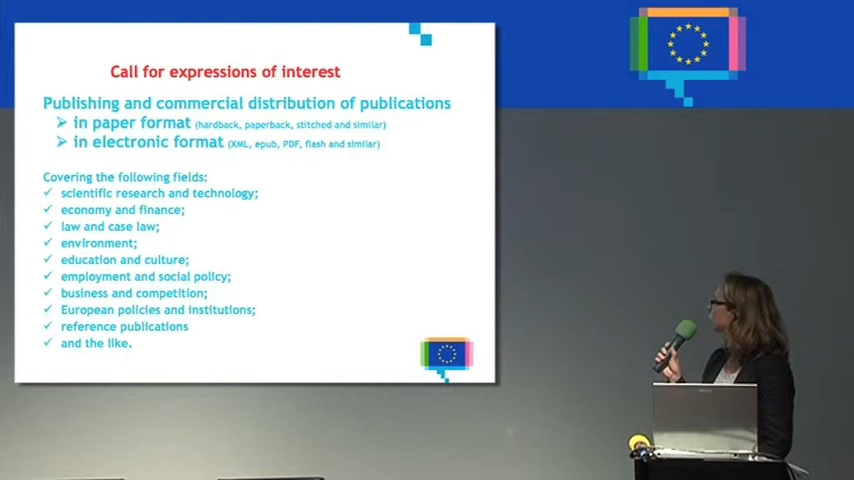 Call for expressions of interest
Publishing and commercial distribution of publications
in paper format (hardback, paperback, stitched and similar)
in electronic format (XML, epub, PDF, flash and similar)
Covering the following fields:
scientific research and technology;
economy and finance;
law and case law;
environment;
education and culture;
employment and social policy;
business and competition;
European policies and institutions;
reference publications
and the like.